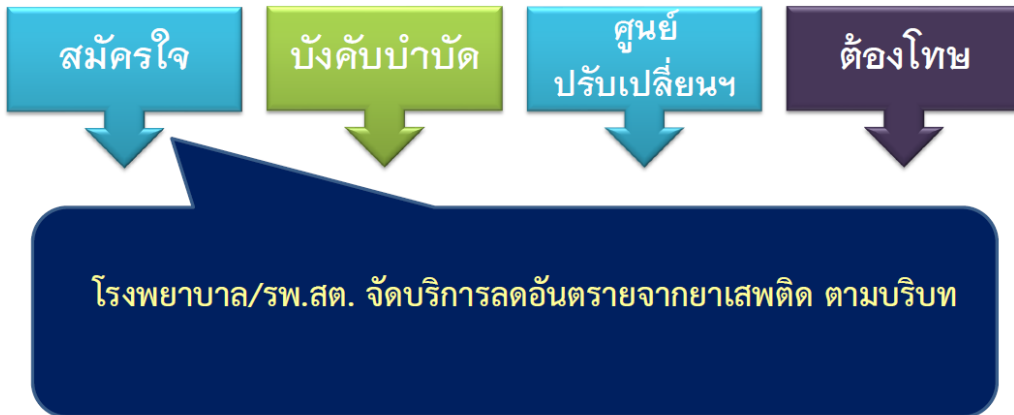 สมัครใจ
บังคับบำบัด
ศูนย์
ปรับเปลี่ยนฯ
ต้องโทษ
โรงพยาบาล/รพ.สต. จัดบริการลดอันตรายจากยาเสพติด ตามบริบท